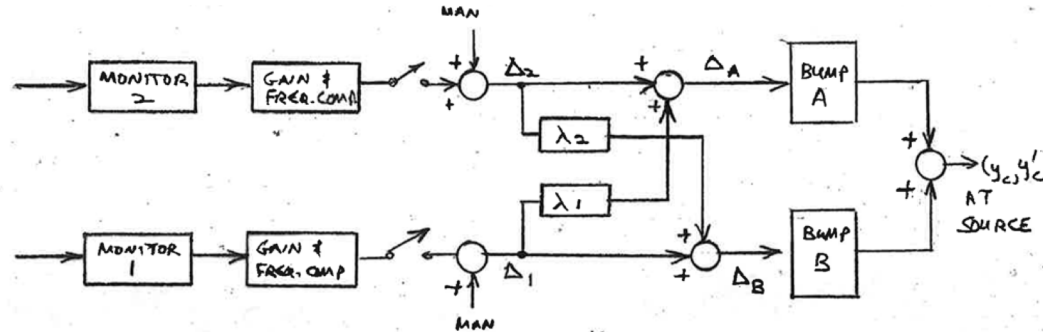 MAN
MONITOR
2
GAIN &
FREQ. COMP.
+
+
Δ2
+
+
ΔA
BUMP
A
λ2
λ1
+
+
(yc, y'c
AT
SOURCE
MONITOR
1
GAIN &
FREQ. COMP
+
Δ1
+
+
ΔB
BUMP
B
MAN